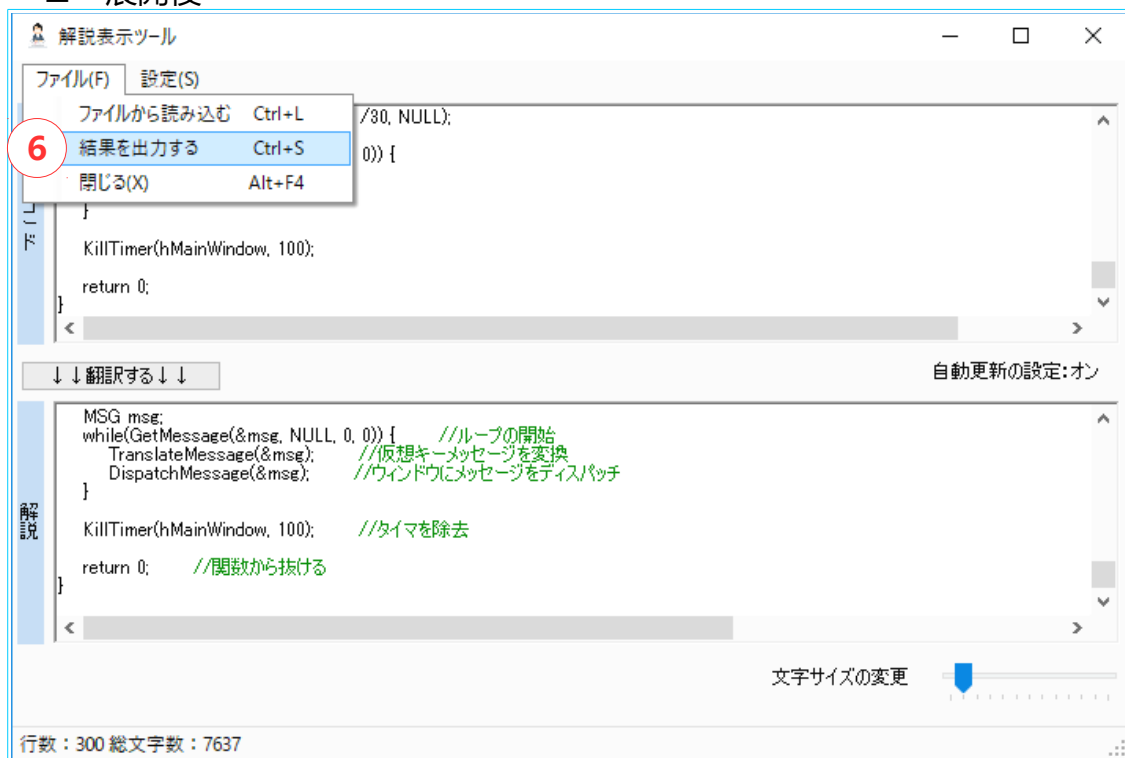 解説表示ツール
ファイル(F) 設定(S)
ファイルから読み込む Ctrl+L
結果を出力する Ctrl+S
閉じる(X) Alt+F4
6
/30, NULL);
0)) {
}
KillTimer(hMainWindow, 100);
return 0;
}
↓↓翻訳する↓↓
自動更新の設定:オン
解説
MSG msg;
while(GetMessage(&msg, NULL, 0, 0)) { //ループの開始
TranslateMessage(&msg); //仮想キーメッセージを変換
DispatchMessage(&msg); //ウィンドウにメッセージをディスパッチ
}
KillTimer(hMainWindow, 100); //タイマを除去
return 0; //関数から抜ける
}
文字サイズの変更
行数：300 総文字数：7637